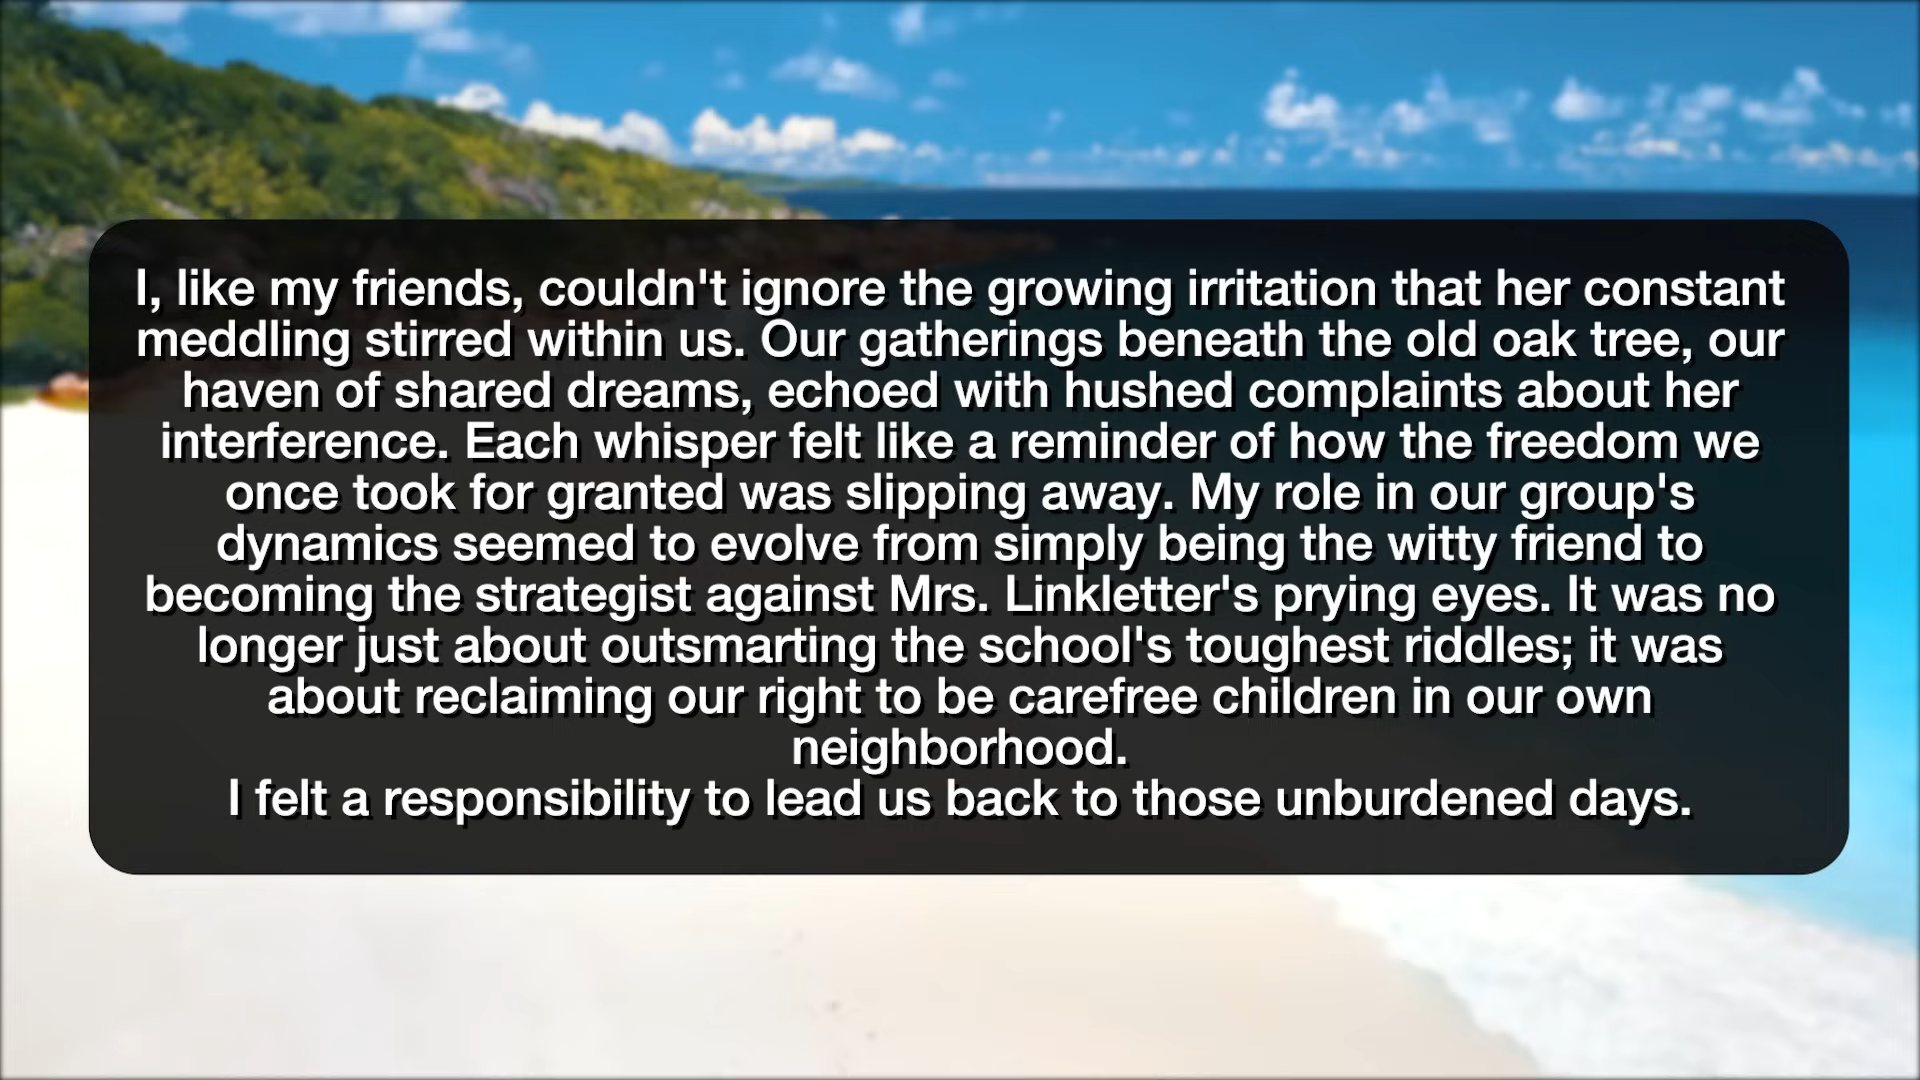 I, like my friends, couldn't ignore the growing irritation that her constant
meddling stirred within us. Our gatherings beneath the old oak tree, our
haven of shared dreams, echoed with hushed complaints about her
interference. Each whisper felt like a reminder of how the freedom we
once took for granted was slipping away. My role in our group's
dynamics seemed to evolve from simply being the witty friend to
becoming the strategist against Mrs. Linkletter's prying eyes. It was no
longer just about outsmarting the school's toughest riddles; it was
about reclaiming our right to be carefree children in our own
neighborhood.
I felt a responsibility to lead us back to those unburdened days.